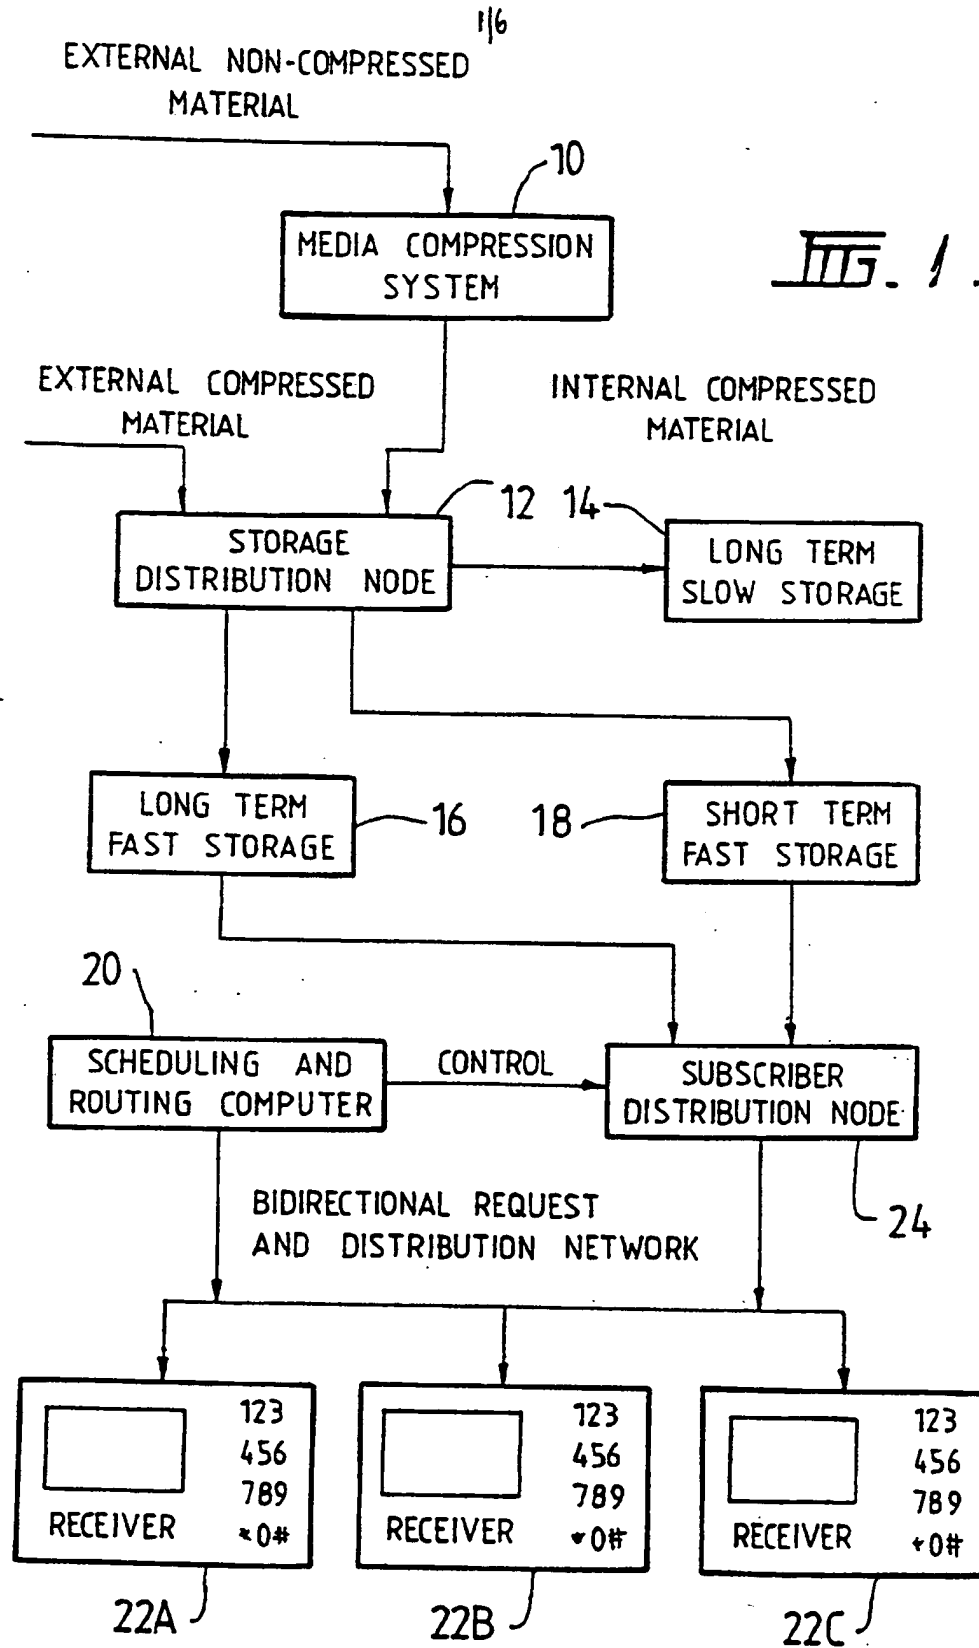 1/6
EXTERNAL NON-COMPRESSED
MATERIAL
10
MEDIA COMPRESSION
SYSTEM
FIG. 1.
EXTERNAL COMPRESSED
MATERIAL
INTERNAL COMPRESSED
MATERIAL
12
14
STORAGE
DISTRIBUTION NODE
LONG TERM
SLOW STORAGE
LONG TERM
FAST STORAGE
16
18
SHORT TERM
FAST STORAGE
20
SCHEDULING AND
ROUTING COMPUTER
CONTROL
SUBSCRIBER
DISTRIBUTION NODE
24
BIDIRECTIONAL REQUEST
AND DISTRIBUTION NETWORK
123
456
789
*0#
RECEIVER
22A
123
456
789
*0#
RECEIVER
22B
123
456
789
*0#
RECEIVER
22C